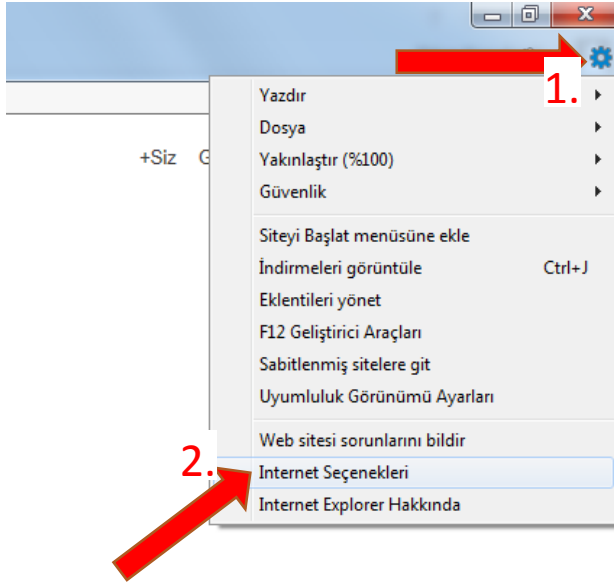 1.
Yazdır
Dosya
+Siz G
Yakınlaştır (%100)
Güvenlik
Siteyi Başlat menüsüne ekle
İndirmeleri görüntüle Ctrl+J
Eklentileri yönet
F12 Geliştirici Araçları
Sabitlenmiş sitelere git
Uyumluluk Görünümü Ayarları
Web sitesi sorunlarını bildir
2.
Internet Seçenekleri
Internet Explorer Hakkında